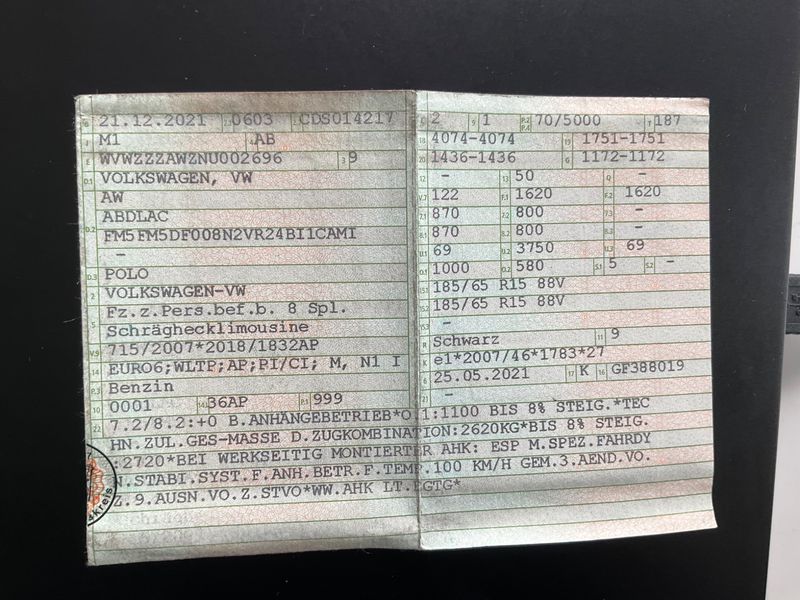 21.12.2021 0603 CDS014217
M1 AB
WVWZZZAWZNU002696 9
VOLKSWAGEN, VW
AW
ABDLAC
FM5FM5DF008N2VR24BI1CAMI
-
POLO
VOLKSWAGEN-VW
Fz.z.Pers.bef.b. 8 Spl.
Schräghecklimousine
715/2007*2018/1832AP
EURO6;WLTP;AP;PI/CI; M, N1 I
Benzin
0001 36AP 999
7.2/8.2:+0 B.ANHÄNGEBETRIEB*O.1:1100 BIS 8% STEIG.*TEC
HN.ZUL.GES-MASSE D.ZUGKOMBINATION:2620KG*BIS 8% STEIG.
:2720*BEI WERKSEITIG MONTIERTER AHK: ESP M.SPEZ.FAHRDY
N.STABI.SYST.F.ANH.BETR.F.TEMP.100 KM/H GEM.3.AEND.VO.
Z.9.AUSN.VO.Z.STVO*WW.AHK LT.EGTG*
2 1 70/5000 187
4074-4074 1751-1751
1436-1436 1172-1172
- 50 -
122 1620 1620
870 800 -
870 800 -
69 3750 69
1000 580 5 -
185/65 R15 88V
185/65 R15 88V
-
Schwarz 9
e1*2007/46*1783*27
25.05.2021 K GF388019
-